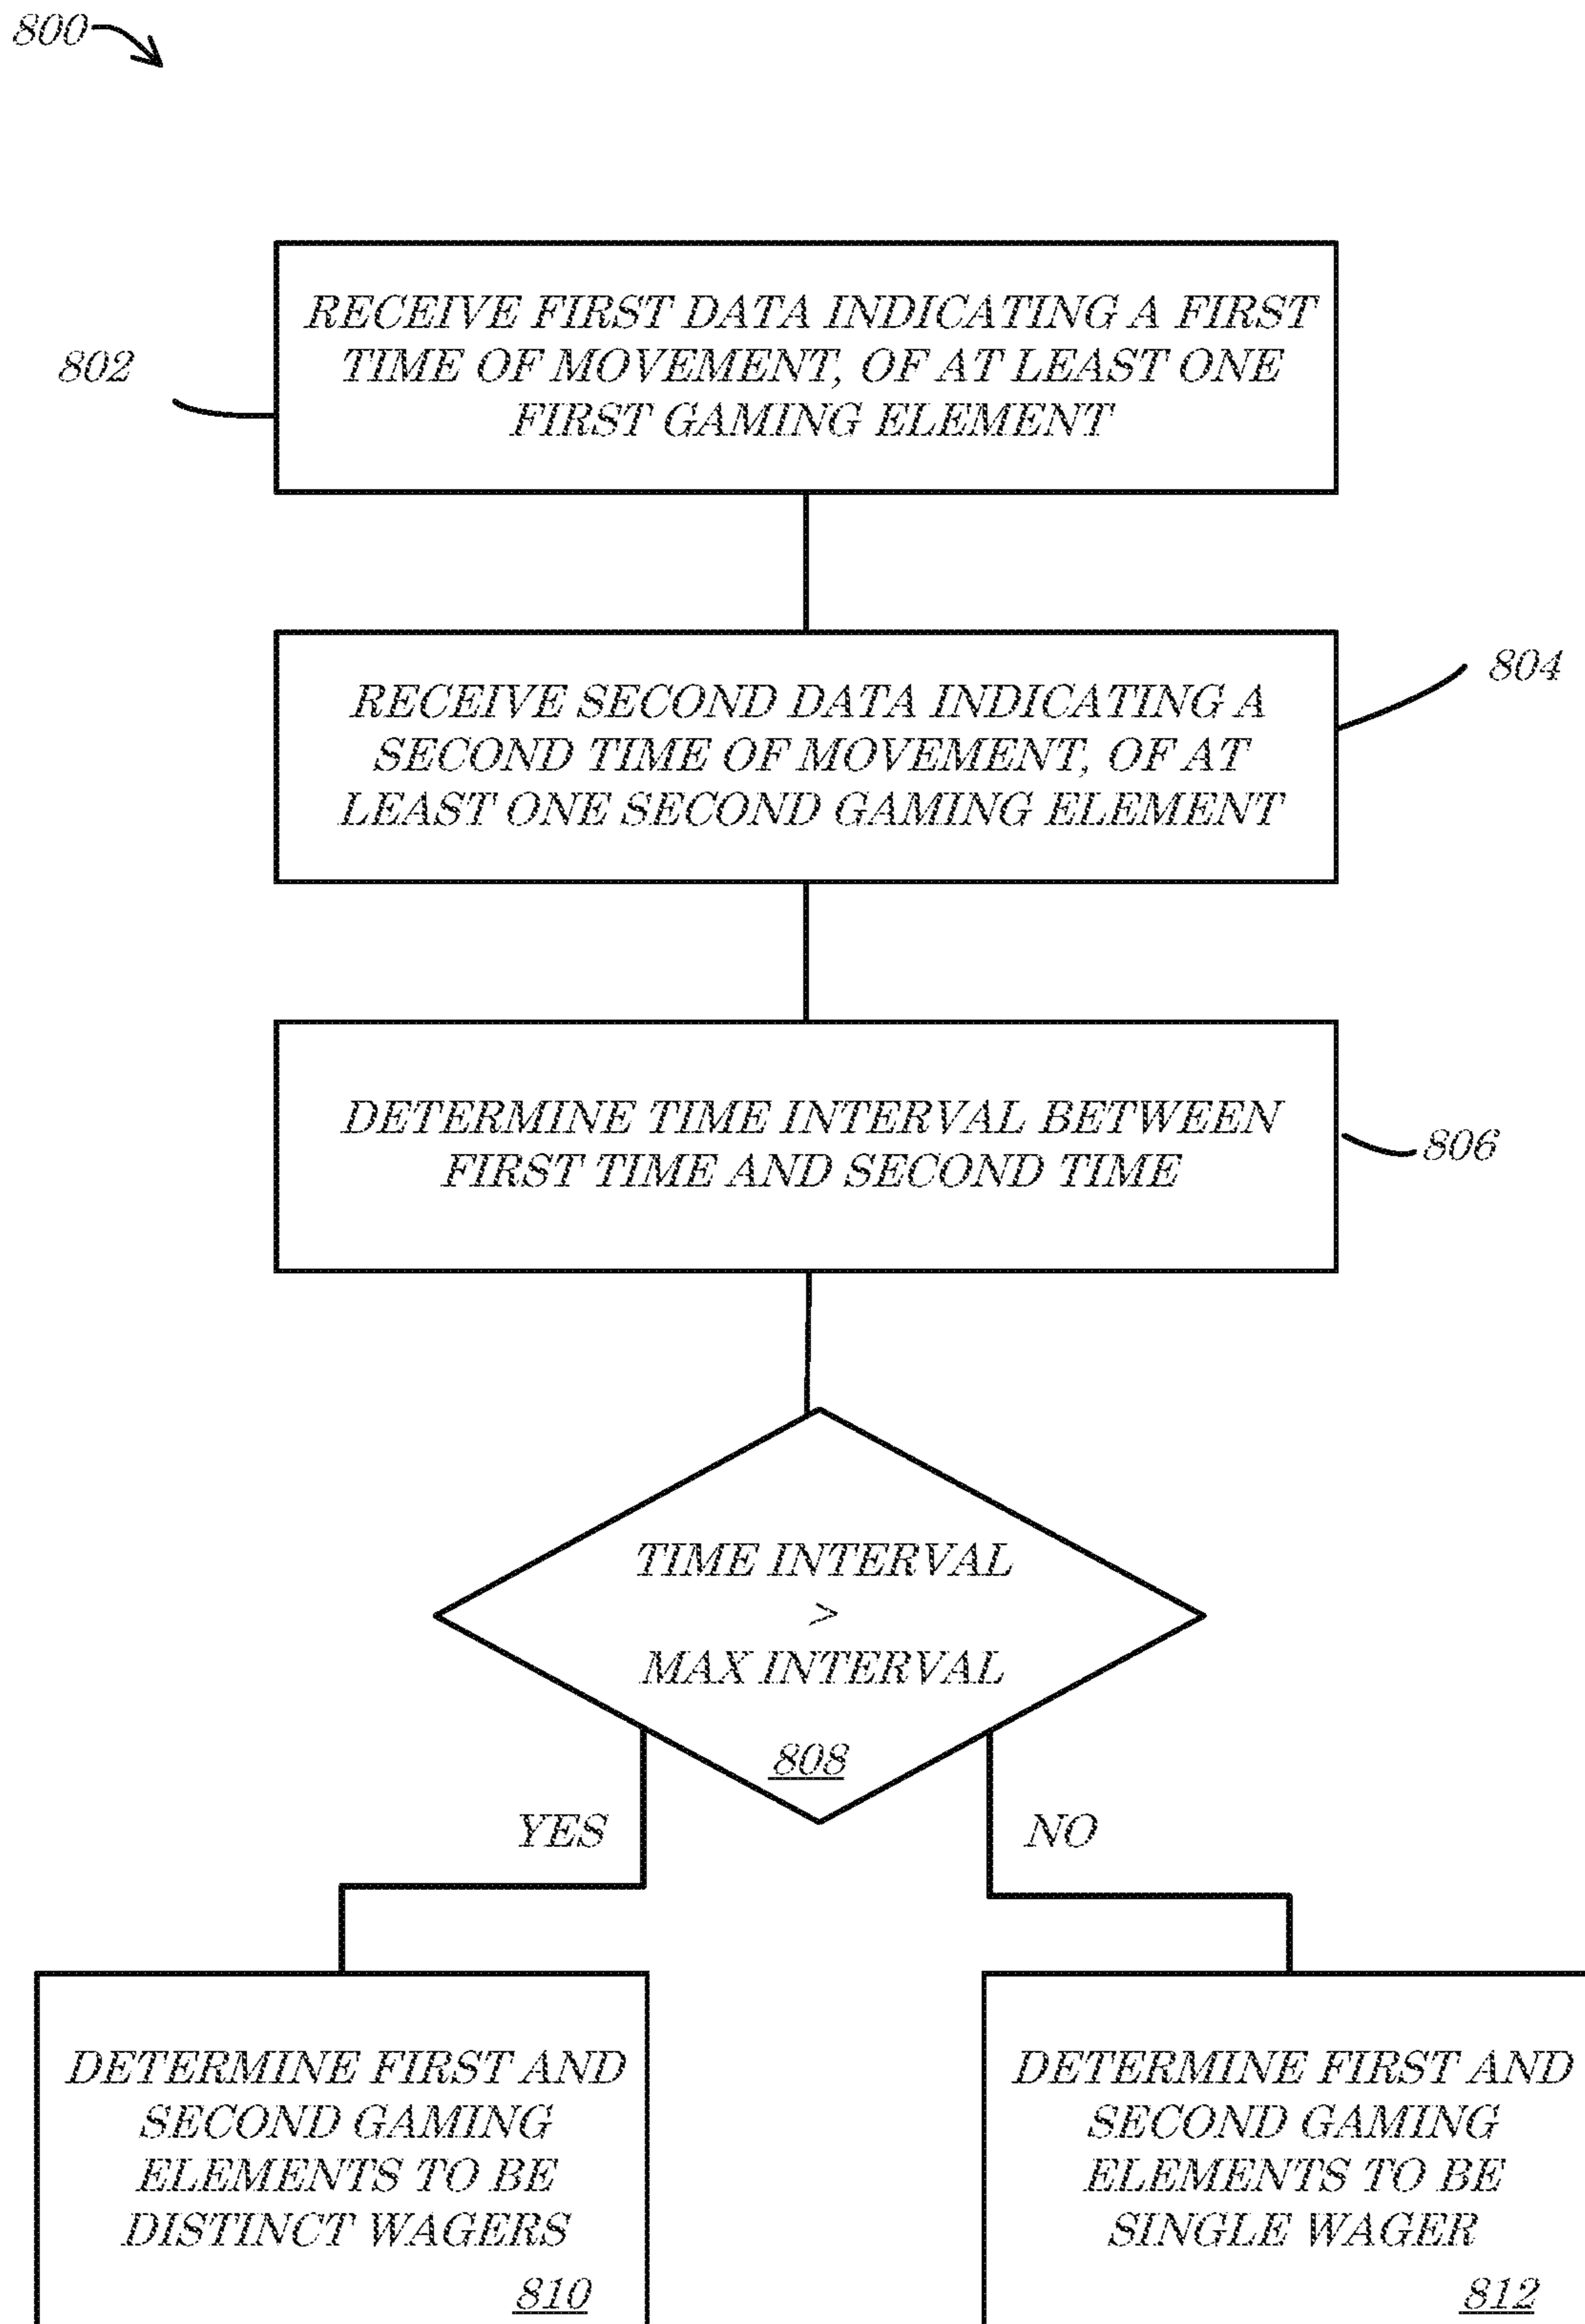 800
RECEIVE FIRST DATA INDICATING A FIRST
TIME OF MOVEMENT, OF AT LEAST ONE
FIRST GAMING ELEMENT
802
RECEIVE SECOND DATA INDICATING A
SECOND TIME OF MOVEMENT, OF AT
LEAST ONE SECOND GAMING ELEMENT
804
DETERMINE TIME INTERVAL BETWEEN
FIRST TIME AND SECOND TIME
806
TIME INTERVAL
>
MAX INTERVAL
808
YES
NO
DETERMINE FIRST AND
SECOND GAMING
ELEMENTS TO BE
DISTINCT WAGERS
810
DETERMINE FIRST AND
SECOND GAMING
ELEMENTS TO BE
SINGLE WAGER
812